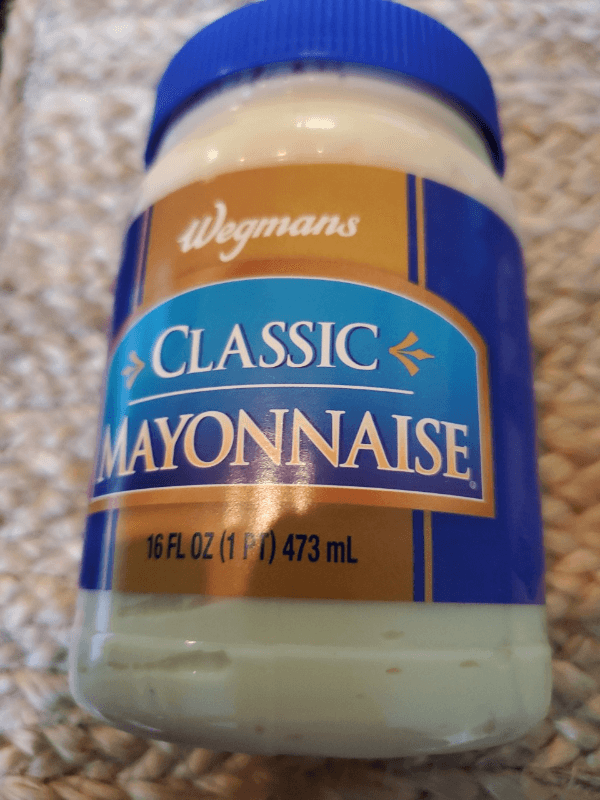 Wegmans
CLASSIC
MAYONNAISE
16 FL OZ (1 PT) 473 mL